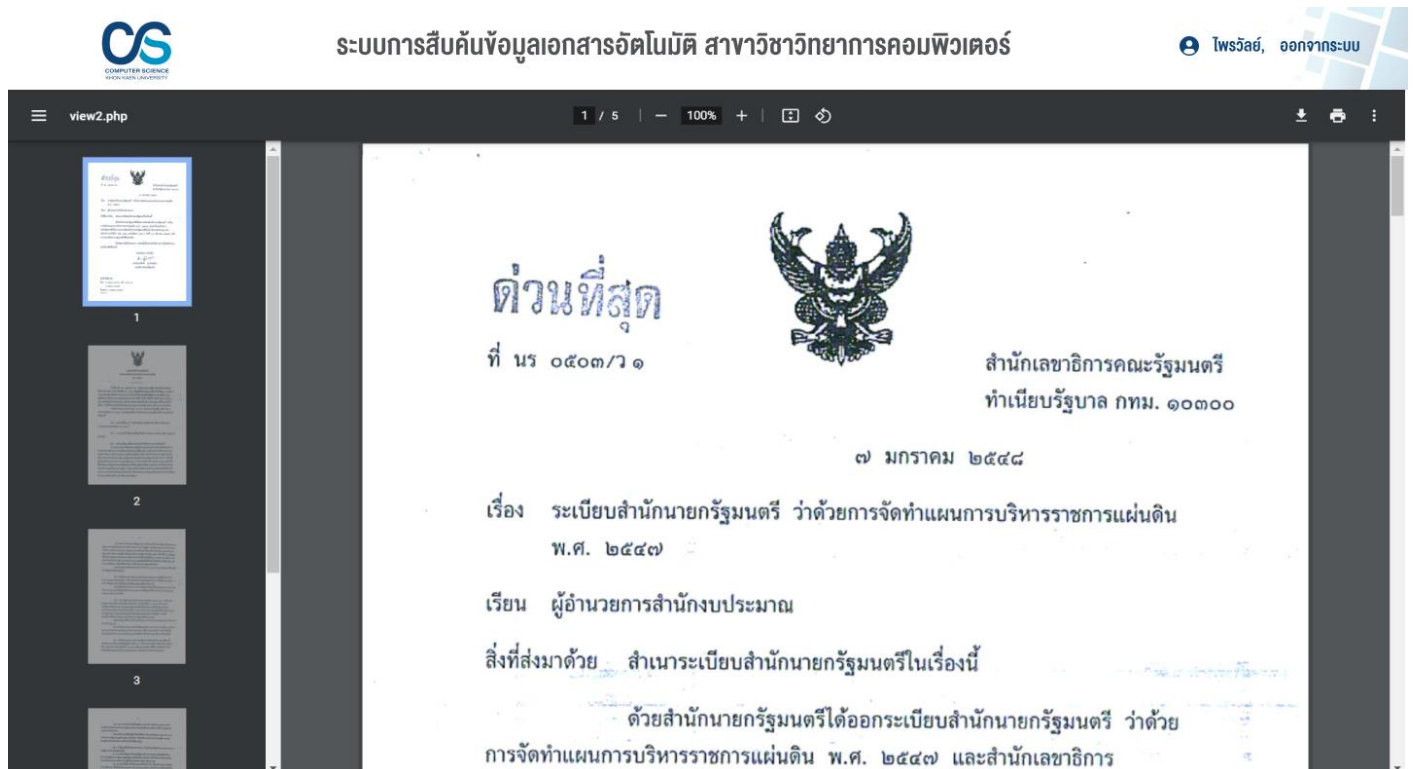 CS
COMPUTER SCIENCE
KHON KAEN UNIVERSITY
ระบบการสืบค้นข้อมูลเอกสารอัตโนมัติ สาขาวิชาวิทยาการคอมพิวเตอร์
ไพรวัลย์, ออกจากระบบ
view2.php
1 / 5
100%
1
2
3
ด่วนที่สุด
ที่ นร ๐๕๐๓/ว ๑
สำนักเลขาธิการคณะรัฐมนตรี
ทำเนียบรัฐบาล กทม. ๑๐๓๐๐
๗ มกราคม ๒๕๔๘
เรื่อง ระเบียบสำนักนายกรัฐมนตรี ว่าด้วยการจัดทำแผนการบริหารราชการแผ่นดิน
พ.ศ. ๒๕๔๗
เรียน ผู้อำนวยการสำนักงบประมาณ
สิ่งที่ส่งมาด้วย สำเนาระเบียบสำนักนายกรัฐมนตรีในเรื่องนี้
ด้วยสำนักนายกรัฐมนตรีได้ออกระเบียบสำนักนายกรัฐมนตรี ว่าด้วย
การจัดทำแผนการบริหารราชการแผ่นดิน พ.ศ. ๒๕๔๗ และสำนักเลขาธิการ